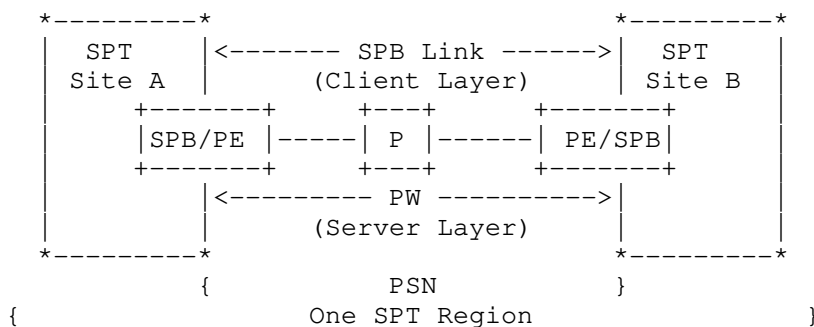 *---------* *---------*
| SPT |<------- SPB Link ------>| SPT |
| Site A | (Client Layer) | Site B |
| +-------+ +---+ +-------+ |
| |SPB/PE |-----| P |------| PE/SPB| |
| +-------+ +---+ +-------+ |
| |<--------- PW ---------->| |
| | (Server Layer) | |
*---------* *---------*
{ PSN }
{ One SPT Region }